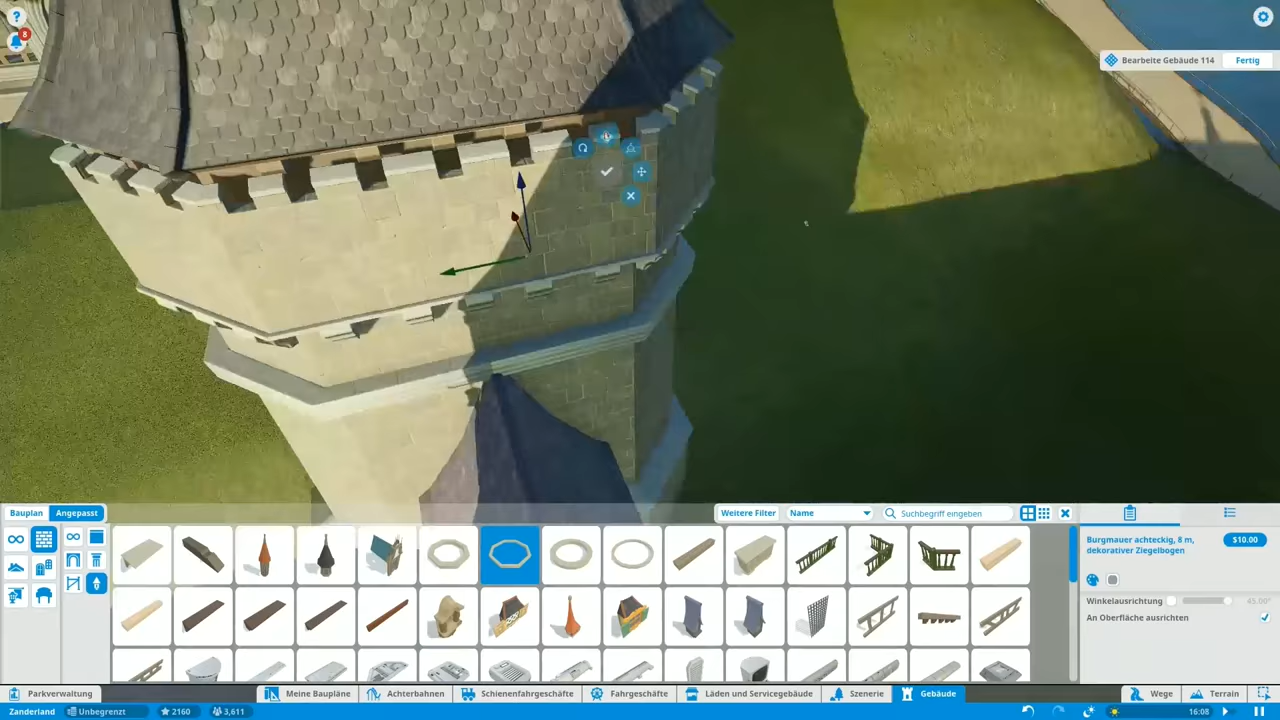 ?
8
Bearbeite Gebäude 114
Fertig
Bauplan
Angepasst
Weitere Filter
Name
Suchbegriff eingeben
Burgmauer achteckig, 8 m,
dekorativer Ziegelbogen
$10.00
Winkelausrichtung
45.00°
An Oberfläche ausrichten
Parkverwaltung
Meine Baupläne
Achterbahnen
Schienenfahrgeschäfte
Fahrgeschäfte
Läden und Servicegebäude
Szenerie
Gebäude
Wege
Terrain
Zanderland
Unbegrenzt
2160
3,611
16:08